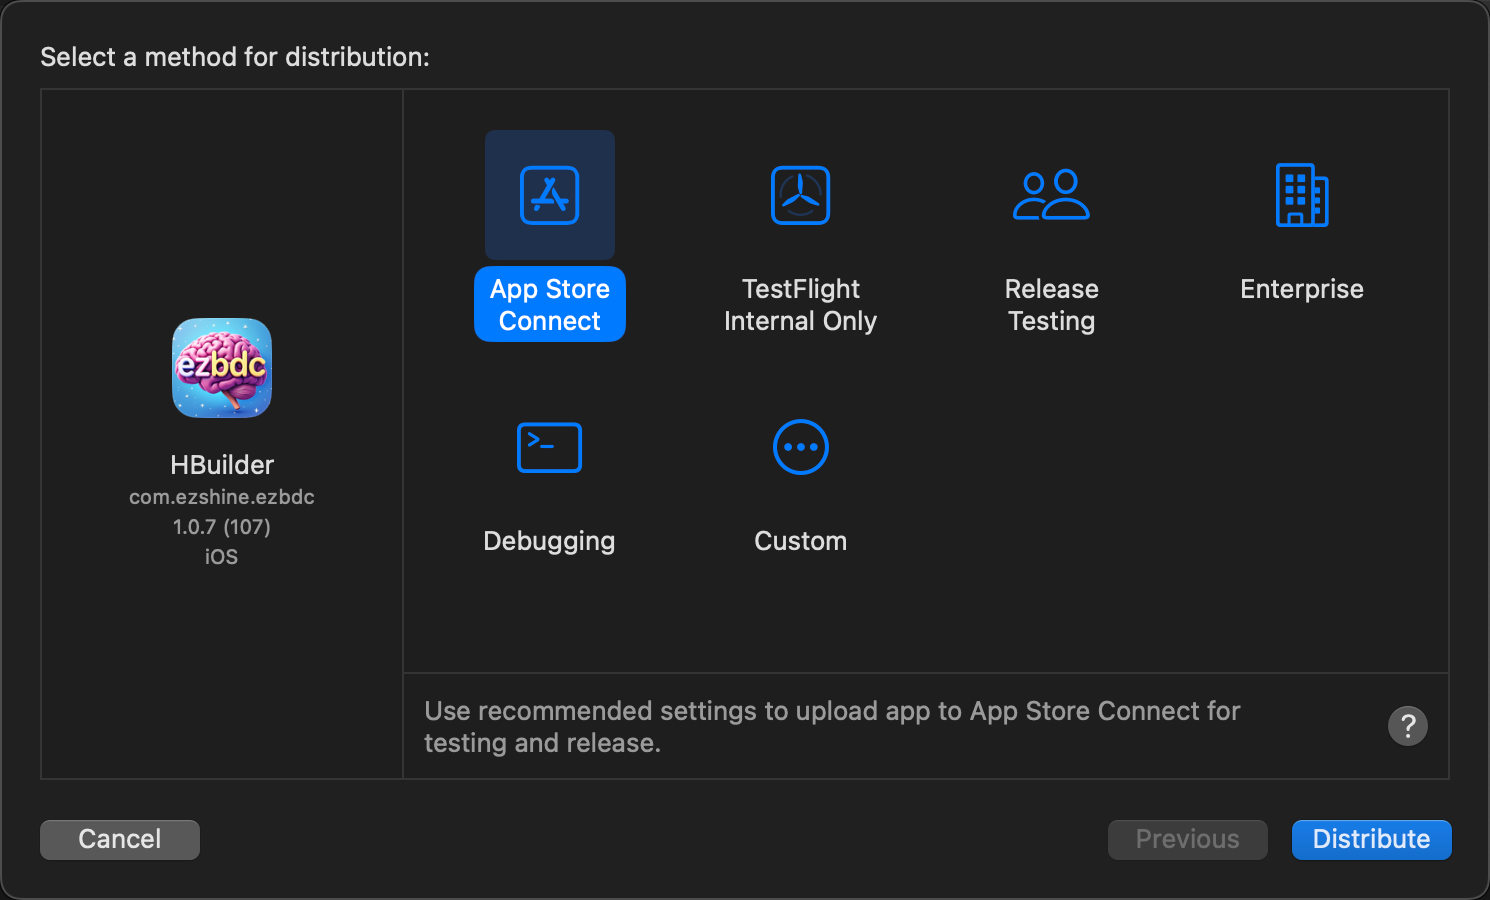 Select a method for distribution:
ezbdc
HBuilder
com.ezshine.ezbdc
1.0.7 (107)
iOS
App Store
Connect
TestFlight
Internal Only
Release
Testing
Enterprise
Debugging
Custom
Use recommended settings to upload app to App Store Connect for
testing and release.
?
Cancel
Previous
Distribute